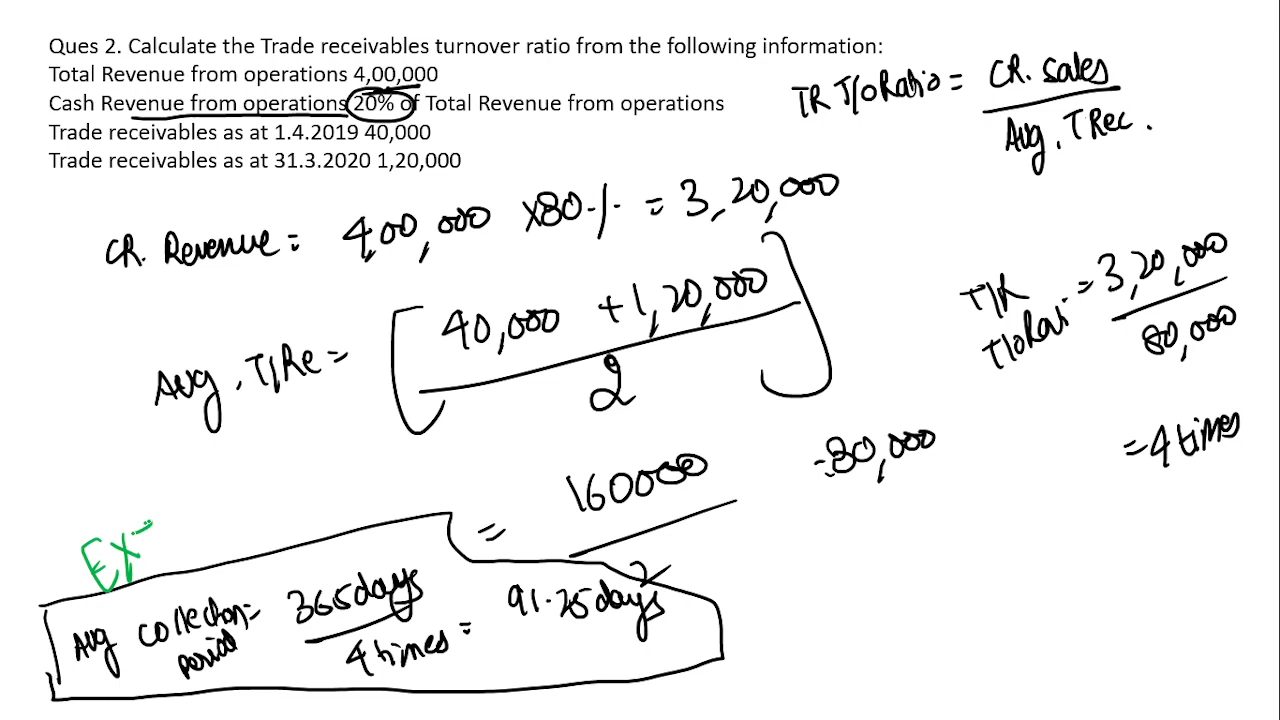 Ques 2. Calculate the Trade receivables turnover ratio from the following information:
Total Revenue from operations 4,00,000
Cash Revenue from operations 20% of Total Revenue from operations
Trade receivables as at 1.4.2019 40,000
Trade receivables as at 31.3.2020 1,20,000
TR T/o Ratio = CR. Sales
Avg. T Rec.
CR. Revenue = 4,00,000 x80% = 3,20,000
Avg. T/Re = [40,000 + 1,20,000
2]
= 160000
2
= 80,000
T/R
T/o Rat = 3,20,000
80,000
= 4 times
Ex-
Avg collection period = 365 days
4 times
= 91.25 days